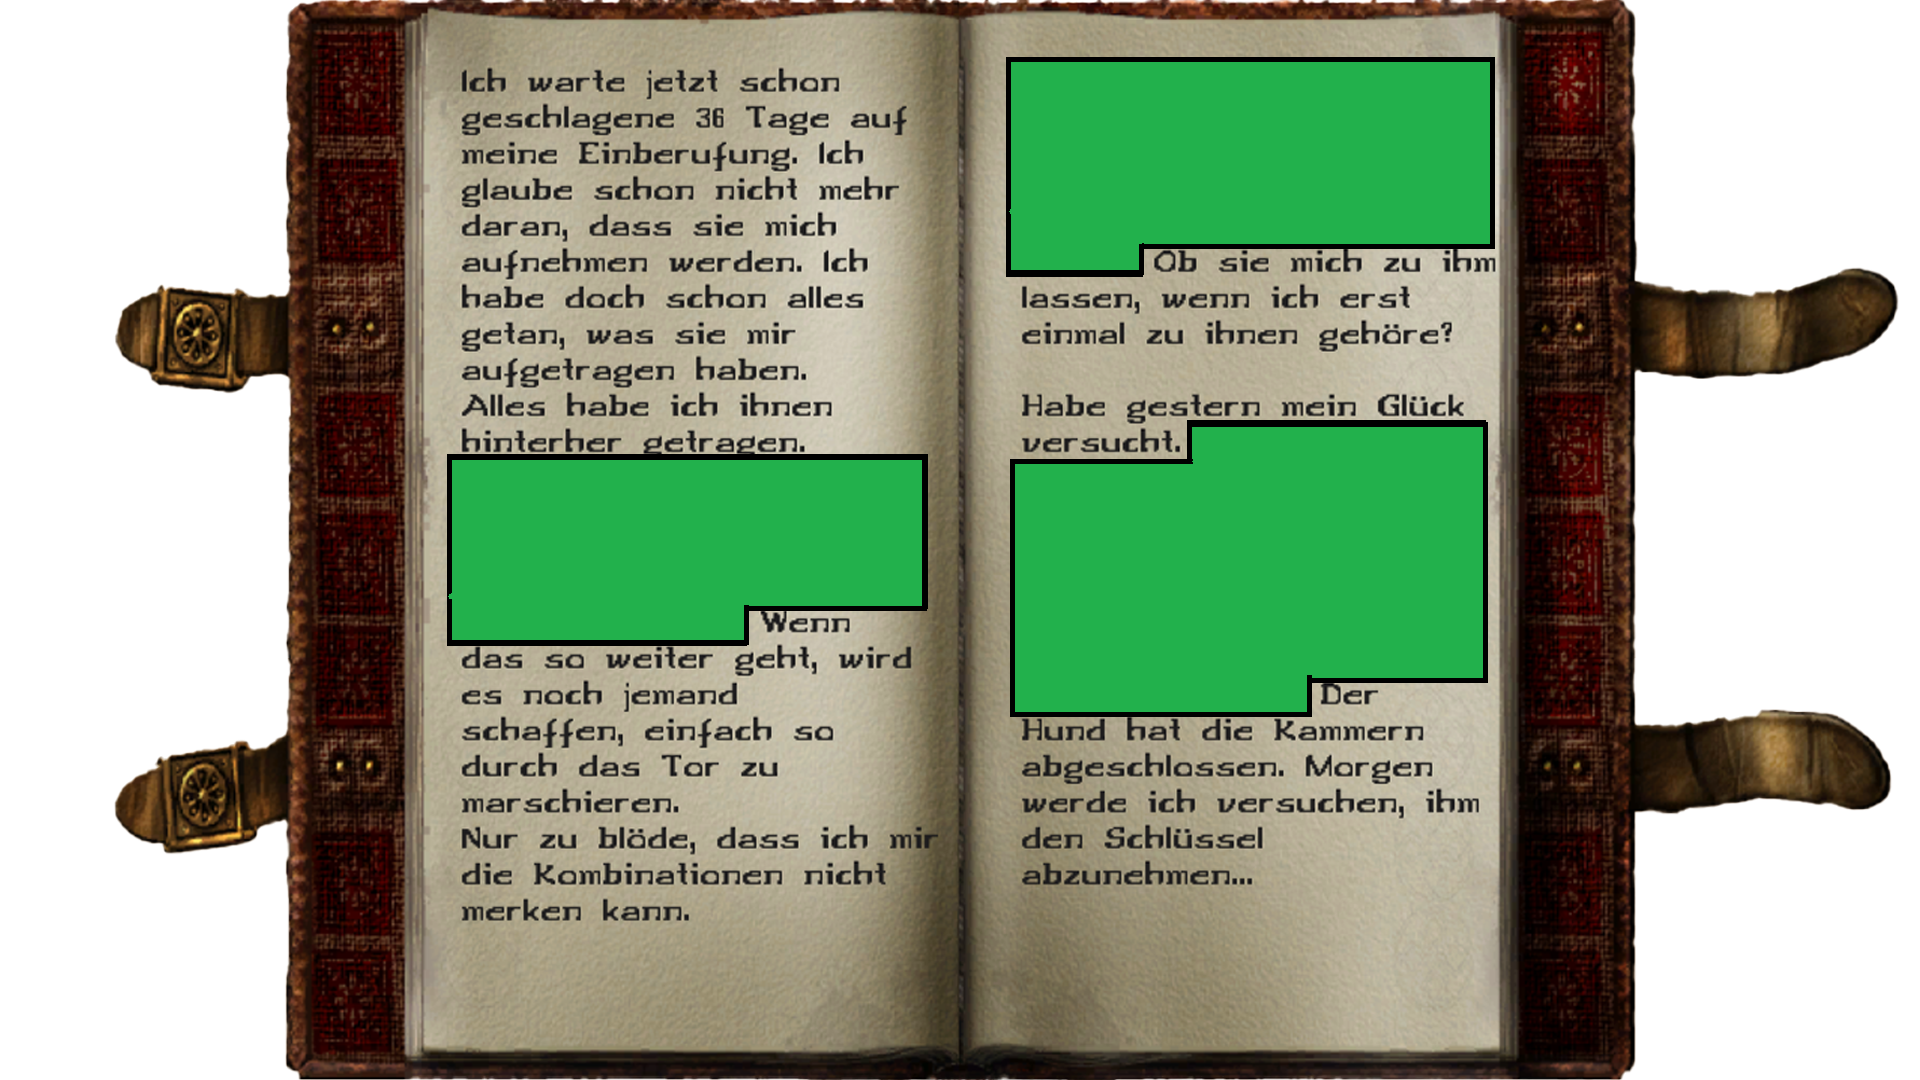 Ich warte jetzt schon
geschlagene 36 Tage auf
meine Einberufung. Ich
glaube schon nicht mehr
daran, dass sie mich
aufnehmen werden. Ich
habe doch schon alles
getan, was sie mir
aufgetragen haben.
Alles habe ich ihnen
hinterher getragen.
Wenn
das so weiter geht, wird
es noch jemand
schaffen, einfach so
durch das Tor zu
marschieren.
Nur zu blöde, dass ich mir
die Kombinationen nicht
merken kann.
Ob sie mich zu ihm
lassen, wenn ich erst
einmal zu ihnen gehöre?
Habe gestern mein Glück
versucht.
Der
Hund hat die Kammern
abgeschlossen. Morgen
werde ich versuchen, ihm
den Schlüssel
abzunehmen...